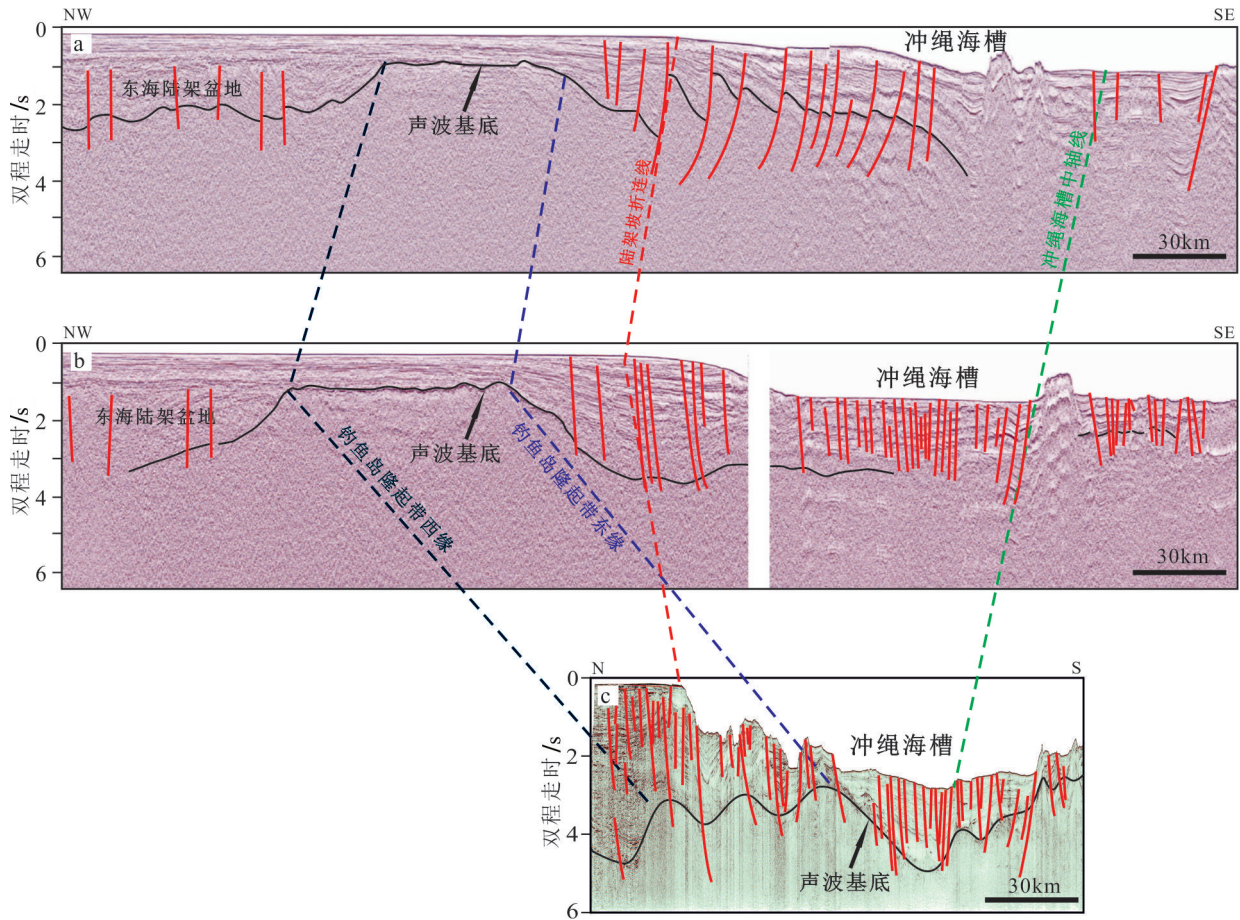 NW
SE
a
0
2
4
6
双程走时/s
东海陆架盆地
声波基底
冲绳海槽
陆架坡折连线
冲绳海槽中轴线
30km
NW
SE
b
0
2
4
6
双程走时/s
东海陆架盆地
声波基底
冲绳海槽
钓鱼岛隆起带西缘
钓鱼岛隆起带东缘
30km
N
S
c
0
2
4
6
双程走时/s
冲绳海槽
声波基底
30km